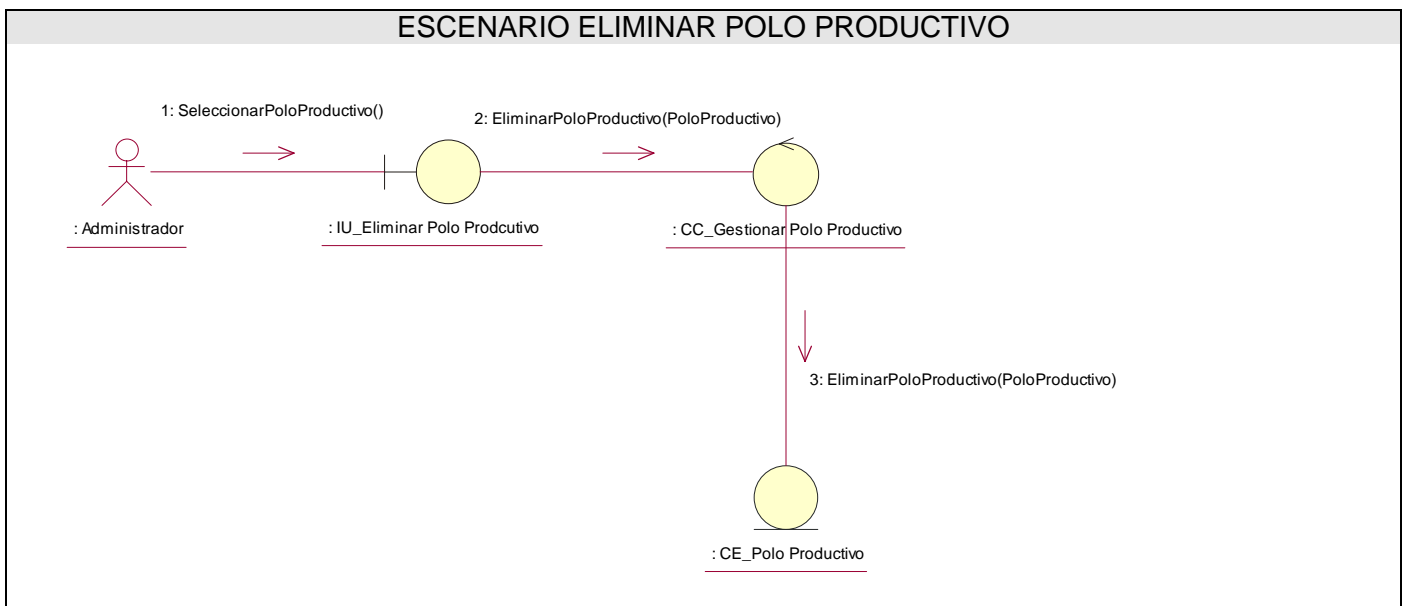 ESCENARIO ELIMINAR POLO PRODUCTIVO
1: SeleccionarPoloProductivo()
2: EliminarPoloProductivo(PoloProductivo)
: Administrador
: IU_Eliminar Polo Prodcutivo
: CC_Gestionar Polo Productivo
3: EliminarPoloProductivo(PoloProductivo)
: CE_Polo Productivo